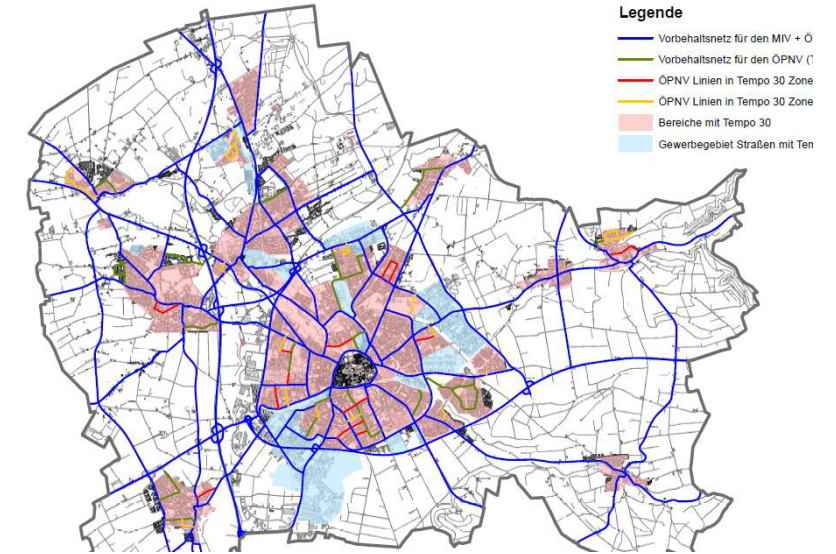 Legende
Vorbehaltsnetz für den MIV + Ö
Vorbehaltsnetz für den ÖPNV (T
ÖPNV Linien in Tempo 30 Zone
ÖPNV Linien in Tempo 30 Zone
Bereiche mit Tempo 30
Gewerbegebiet Straßen mit Tem